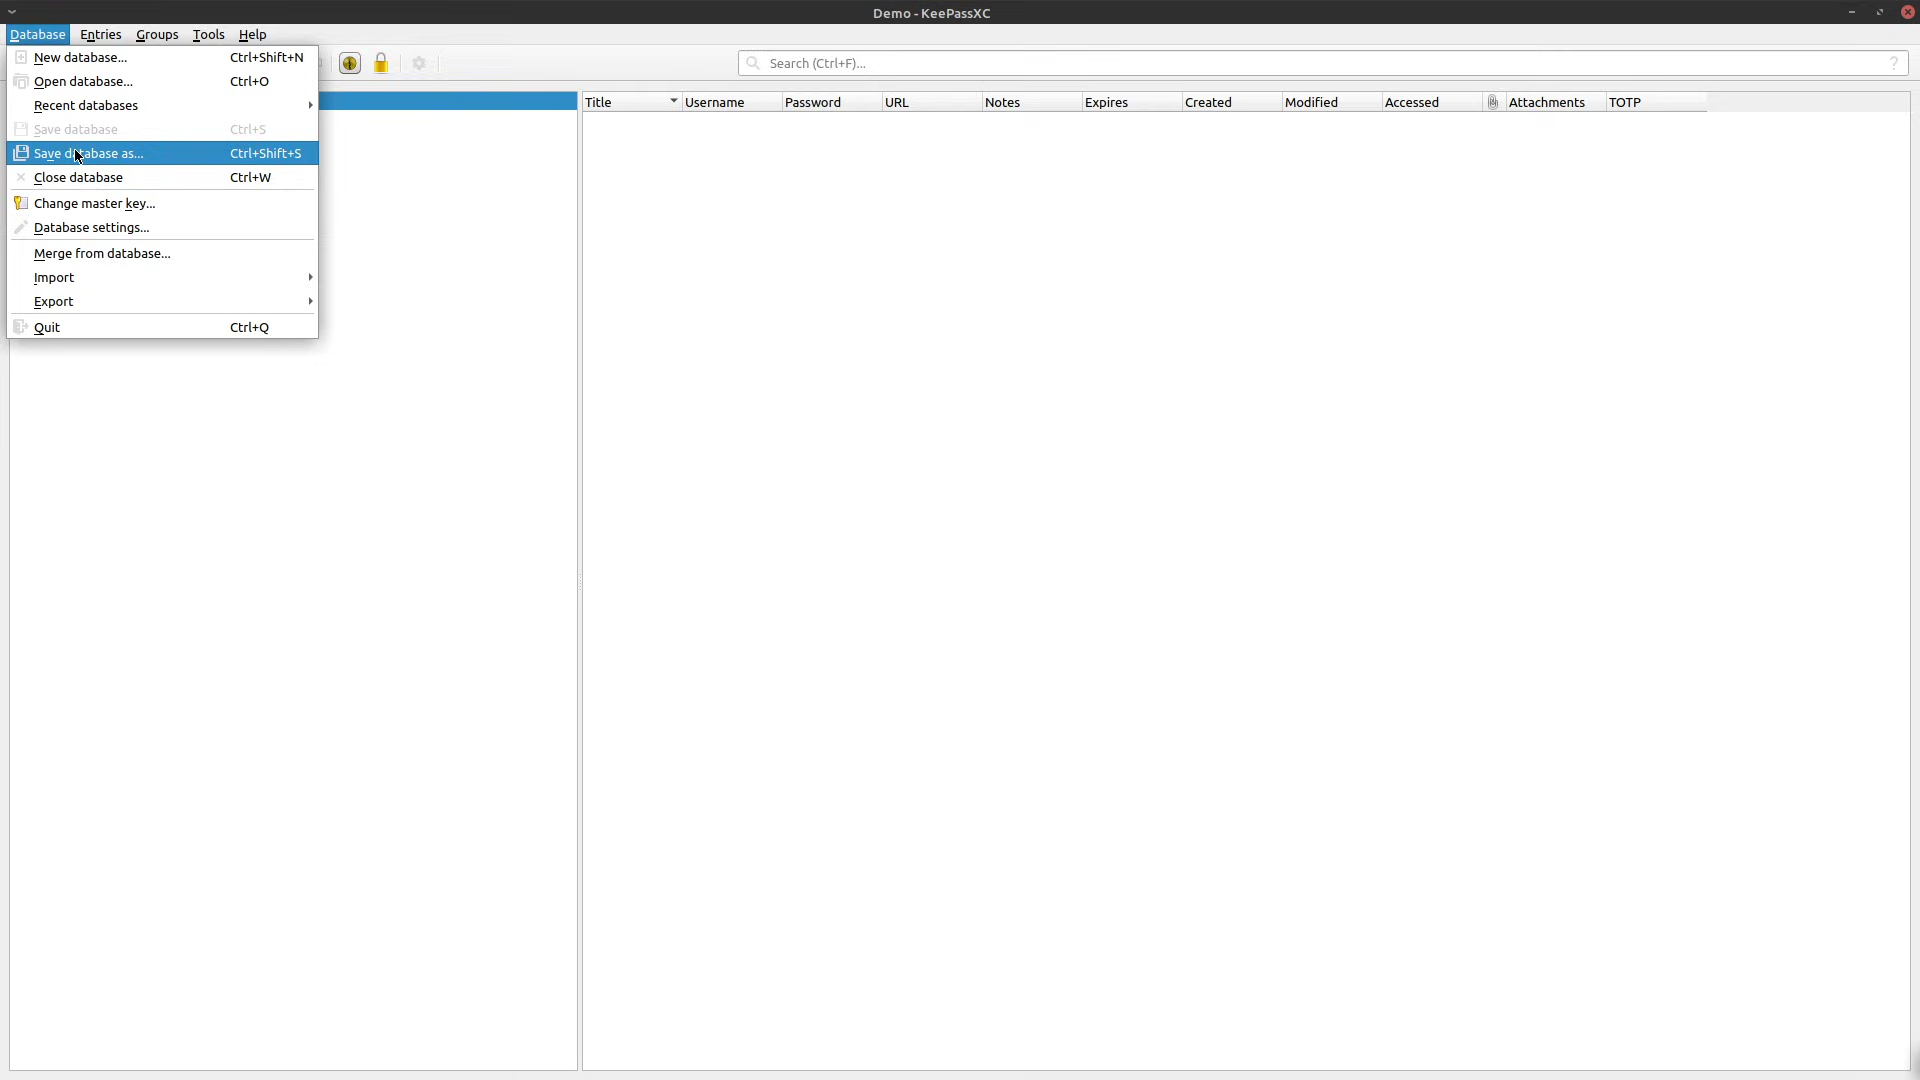 Demo - KeePassXC
Database Entries Groups Tools Help
New database... Ctrl+Shift+N
Open database... Ctrl+O
Recent databases
Save database Ctrl+S
Save database as... Ctrl+Shift+S
Close database Ctrl+W
Change master key...
Database settings...
Merge from database...
Import
Export
Quit Ctrl+Q
Search (Ctrl+F)... ?
Title Username Password URL Notes Expires Created Modified Accessed Attachments TOTP